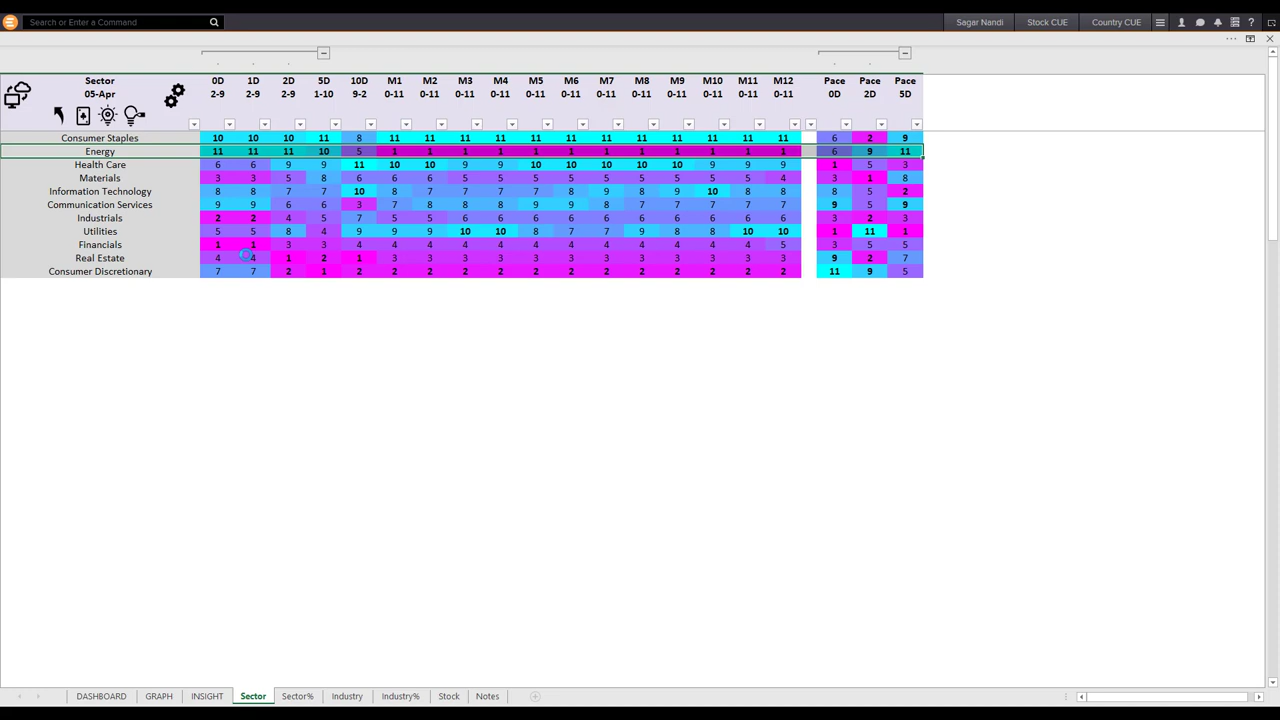 Search or Enter a Command
Sagar Nandi Stock CUE Country CUE
Sector 0D 1D 2D 5D 10D M1 M2 M3 M4 M5 M6 M7 M8 M9 M10 M11 M12 Pace Pace Pace
05-Apr 2-9 2-9 2-9 1-10 9-2 0-11 0-11 0-11 0-11 0-11 0-11 0-11 0-11 0-11 0-11 0-11 0-11 0D 2D 5D
Consumer Staples 10 10 10 11 8 11 11 11 11 11 11 11 11 11 11 11 11 6 2 9
Energy 11 11 11 10 5 1 1 1 1 1 1 1 1 1 1 1 1 6 9 11
Health Care 6 6 9 9 11 10 10 9 9 10 10 10 10 10 9 9 9 1 5 3
Materials 3 3 5 8 6 6 6 5 5 5 5 5 5 5 5 5 4 3 1 8
Information Technology 8 8 7 7 10 8 7 7 7 7 8 9 8 9 10 8 8 8 5 2
Communication Services 9 9 6 6 3 7 8 8 8 9 9 8 7 7 7 7 7 9 5 9
Industrials 2 2 4 5 7 5 5 6 6 6 6 6 6 6 6 6 6 3 2 3
Utilities 5 5 8 4 9 9 9 10 10 8 7 7 9 8 8 10 10 1 11 1
Financials 1 1 3 3 4 4 4 4 4 4 4 4 4 4 4 4 5 3 5 5
Real Estate 4 4 1 2 1 3 3 3 3 3 3 3 3 3 3 3 3 9 2 7
Consumer Discretionary 7 7 2 1 2 2 2 2 2 2 2 2 2 2 2 2 2 11 9 5
DASHBOARD GRAPH INSIGHT Sector Sector% Industry Industry% Stock Notes